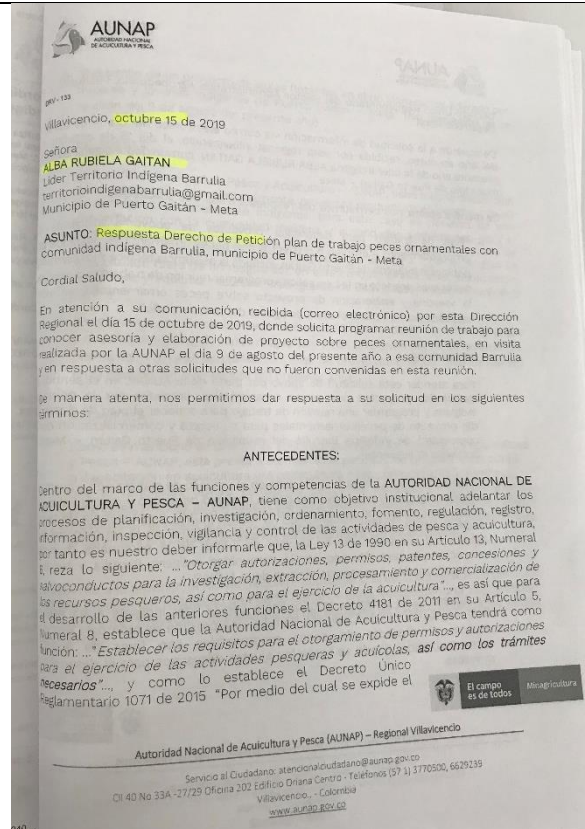 AUNAP
AUTORIDAD NACIONAL
DE ACUICULTURA Y PESCA
DRV - 133
Villavicencio, octubre 15 de 2019
Señora
ALBA RUBIELA GAITAN
Líder Territorio Indígena Barrulia
territorioindigenabarrulia@gmail.com
Municipio de Puerto Gaitán - Meta
ASUNTO: Respuesta Derecho de Petición plan de trabajo peces ornamentales con
comunidad indígena Barrulia, municipio de Puerto Gaitán - Meta
Cordial Saludo,
En atención a su comunicación, recibida (correo electrónico) por esta Dirección
Regional el día 15 de octubre de 2019, donde solicita programar reunión de trabajo para
conocer asesoría y elaboración de proyecto sobre peces ornamentales, en visita
realizada por la AUNAP el día 9 de agosto del presente año a esa comunidad Barrulia
y en respuesta a otras solicitudes que no fueron convenidas en esta reunión.
De manera atenta, nos permitimos dar respuesta a su solicitud en los siguientes
términos:
ANTECEDENTES:
Dentro del marco de las funciones y competencias de la AUTORIDAD NACIONAL DE
ACUICULTURA Y PESCA – AUNAP, tiene como objetivo institucional adelantar los
procesos de planificación, investigación, ordenamiento, fomento, regulación, registro,
información, inspección, vigilancia y control de las actividades de pesca y acuicultura,
por tanto es nuestro deber informarle que, la Ley 13 de 1990 en su Artículo 13, Numeral
reza lo siguiente: ..."Otorgar autorizaciones, permisos, patentes, concesiones y
salvoconductos para la investigación, extracción, procesamiento y comercialización de
los recursos pesqueros, así como para el ejercicio de la acuicultura"..., es así que para
el desarrollo de las anteriores funciones el Decreto 4181 de 2011 en su Artículo 5,
Numeral 8, establece que la Autoridad Nacional de Acuicultura y Pesca tendrá como
función: ..."Establecer los requisitos para el otorgamiento de permisos y autorizaciones
para el ejercicio de las actividades pesqueras y acuícolas, así como los trámites
necesarios"..., y como lo establece el Decreto Único
Reglamentario 1071 de 2015 "Por medio del cual se expide el
El campo
es de todos
Minagricultura
Autoridad Nacional de Acuicultura y Pesca (AUNAP) – Regional Villavicencio
Servicio al Ciudadano: atencionalciudadano@aunap.gov.co
Cll 40 No 33A -27/29 Oficina 202 Edificio Oriana Centro - Teléfonos (57 1) 3770500, 6629239
Villavicencio, - Colombia
www.aunap.gov.co